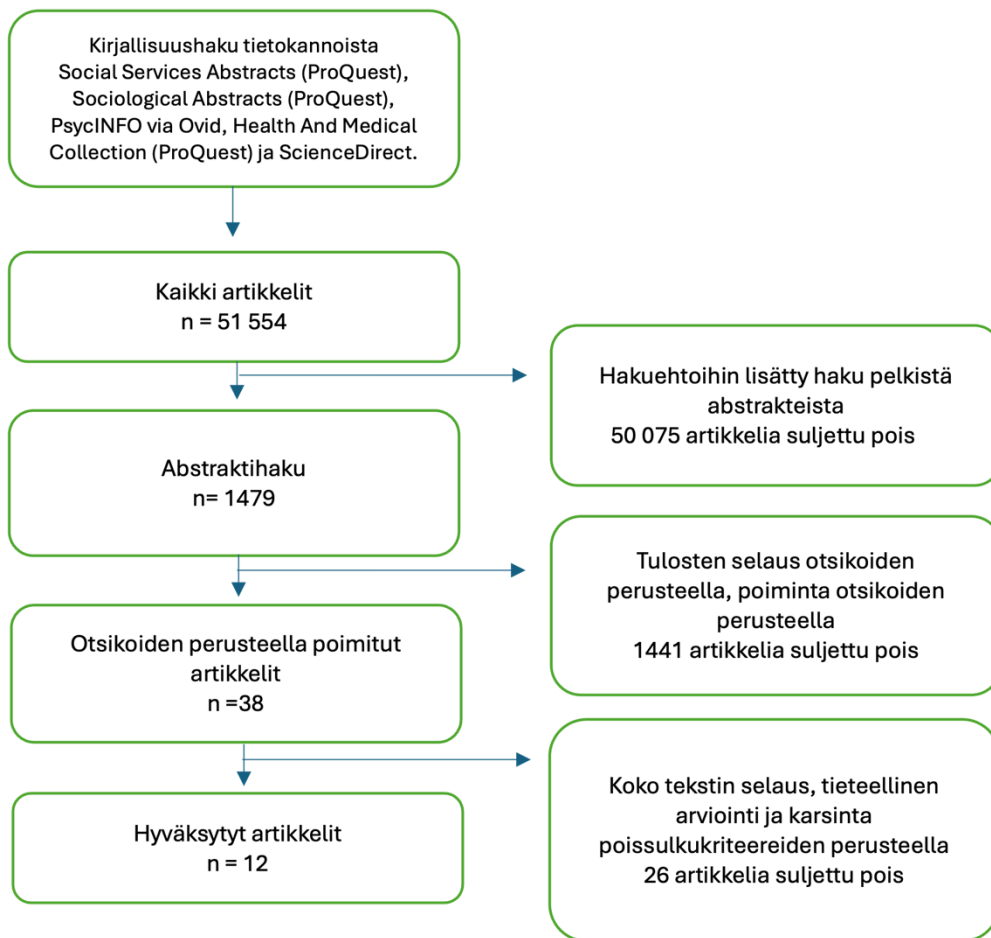 Kirjallisuushaku tietokannoista
Social Services Abstracts (ProQuest),
Sociological Abstracts (ProQuest),
PsycINFO via Ovid, Health And Medical
Collection (ProQuest) ja ScienceDirect.
Kaikki artikkelit
n = 51 554
Hakuehtoihin lisätty haku pelkistä
abstrakteista
50 075 artikkelia suljettu pois
Abstraktihaku
n= 1479
Tulosten selaus otsikoiden
perusteella, poiminta otsikoiden
perusteella
1441 artikkelia suljettu pois
Otsikoiden perusteella poimitut
artikkelit
n =38
Koko tekstin selaus, tieteellinen
arviointi ja karsinta
poissulkukriteereiden perusteella
26 artikkelia suljettu pois
Hyväksytyt artikkelit
n = 12